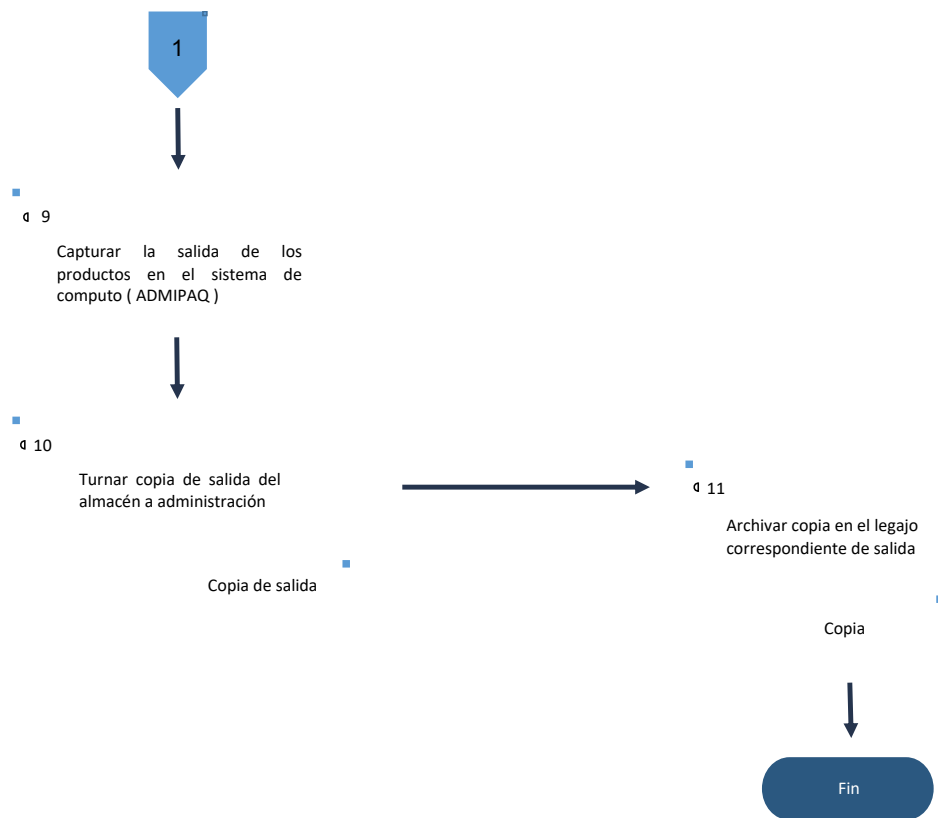 1
9
Capturar la salida de los
productos en el sistema de
computo ( ADMIPAQ )
10
Turnar copia de salida del
almacén a administración
Copia de salida
11
Archivar copia en el legajo
correspondiente de salida
Copia
Fin